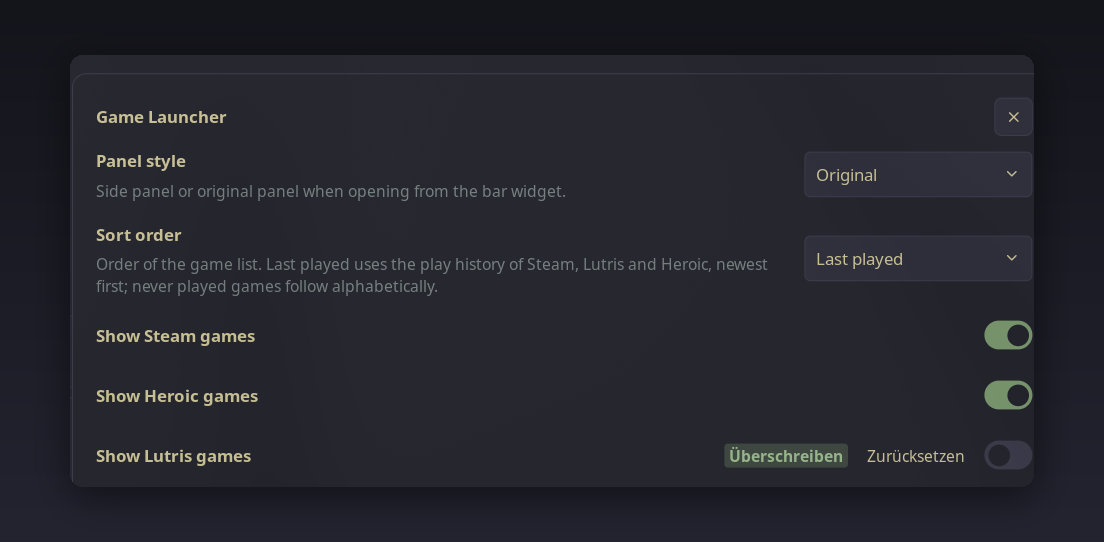 Game Launcher
Panel style
Side panel or original panel when opening from the bar widget.
Original
Sort order
Order of the game list. Last played uses the play history of Steam, Lutris and Heroic, newest
first; never played games follow alphabetically.
Last played
Show Steam games
Show Heroic games
Show Lutris games Überschreiben Zurücksetzen